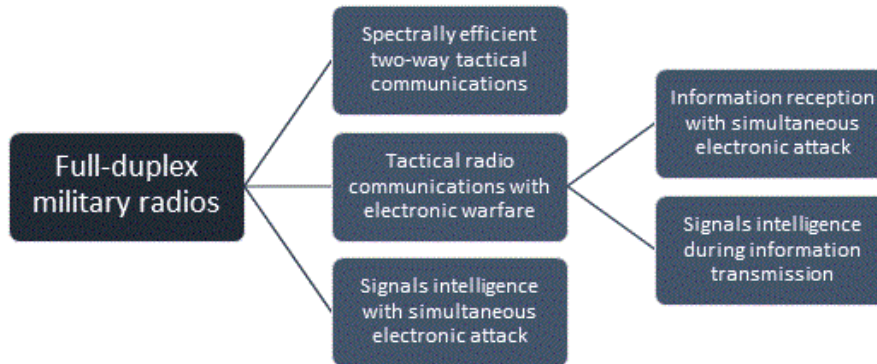 Full-duplex
military radios
Spectrally efficient
two-way tactical
communications
Tactical radio
communications with
electronic warfare
Signals intelligence
with simultaneous
electronic attack
Information reception
with simultaneous
electronic attack
Signals intelligence
during information
transmission